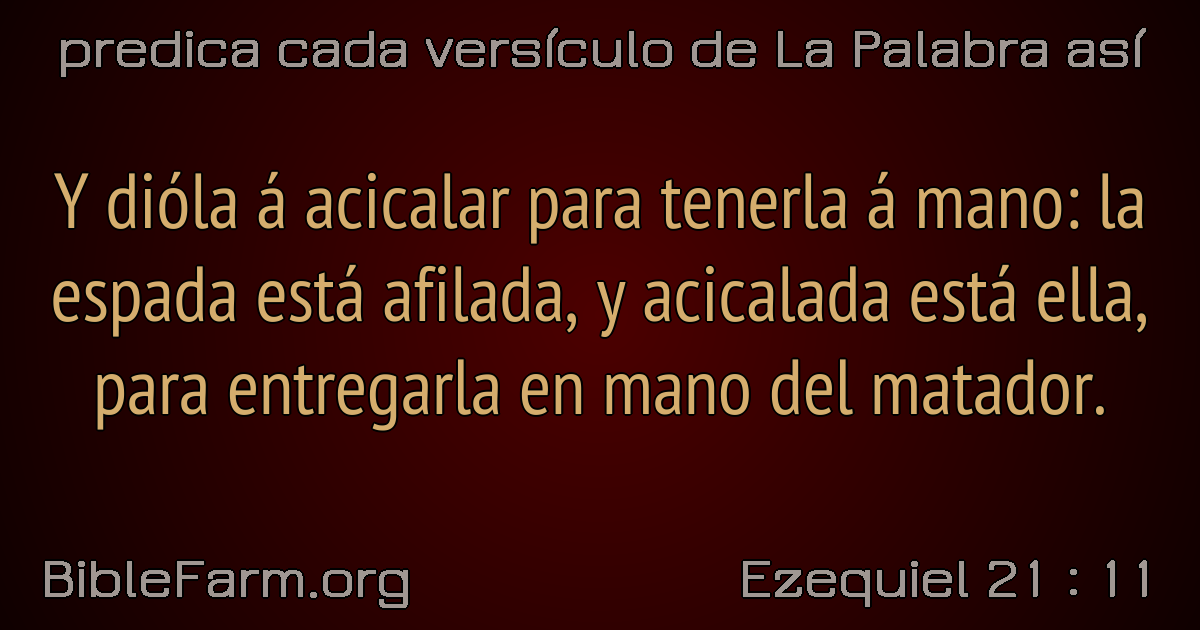 predica cada versículo de La Palabra así
Y dióla á acicalar para tenerla á mano: la
espada está afilada, y acicalada está ella,
para entregarla en mano del matador.
BibleFarm.org
Ezequiel 21 : 11